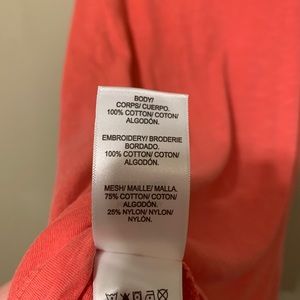 BODY/
CORPS/ CUERPO.
100% COTTON/ COTON/
ALGODÓN.
EMBROIDERY/ BRODERIE
BORDADO.
100% COTTON/ COTON/
ALGODÓN.
MESH/ MAILLE/ MALLA.
75% COTTON/ COTON/
ALGODÓN.
25% NYLON/ NYLON/
NYLÓN.